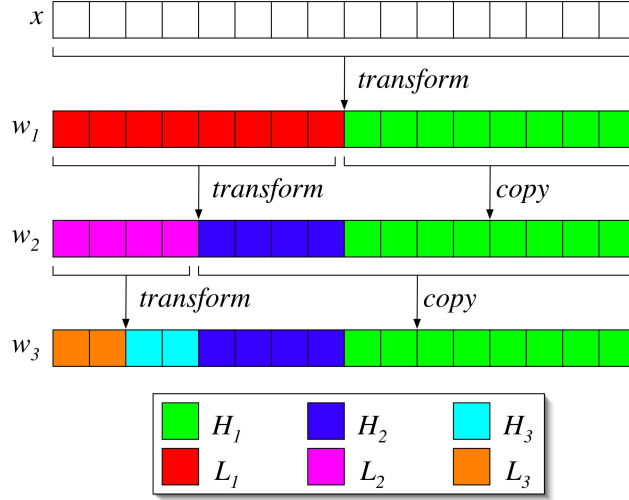 x
transform
w1
transform copy
w2
transform copy
w3
H1 H2 H3
L1 L2 L3